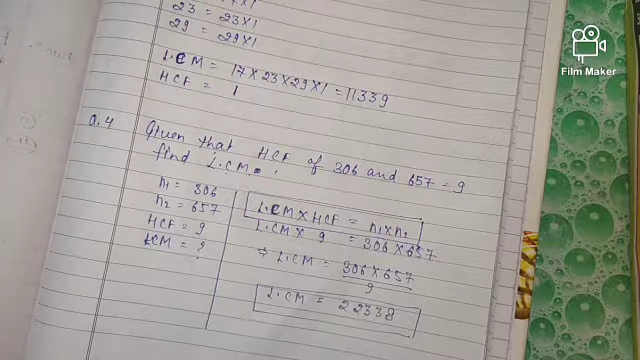 23 = 23×1
29 = 29×1
L.CM = 17×23×29×1 = 11339
HCF = 1
Q.4 Given that HCF of 306 and 657 = 9
find L.CM.
n1 = 306
n2 = 657
HCF = 9
LCM = ?
L.CM×HCF = n1×n2
L.CM× 9 = 306×657
⇒ L.CM = 306×657
9
L.CM = 22338
Film Maker